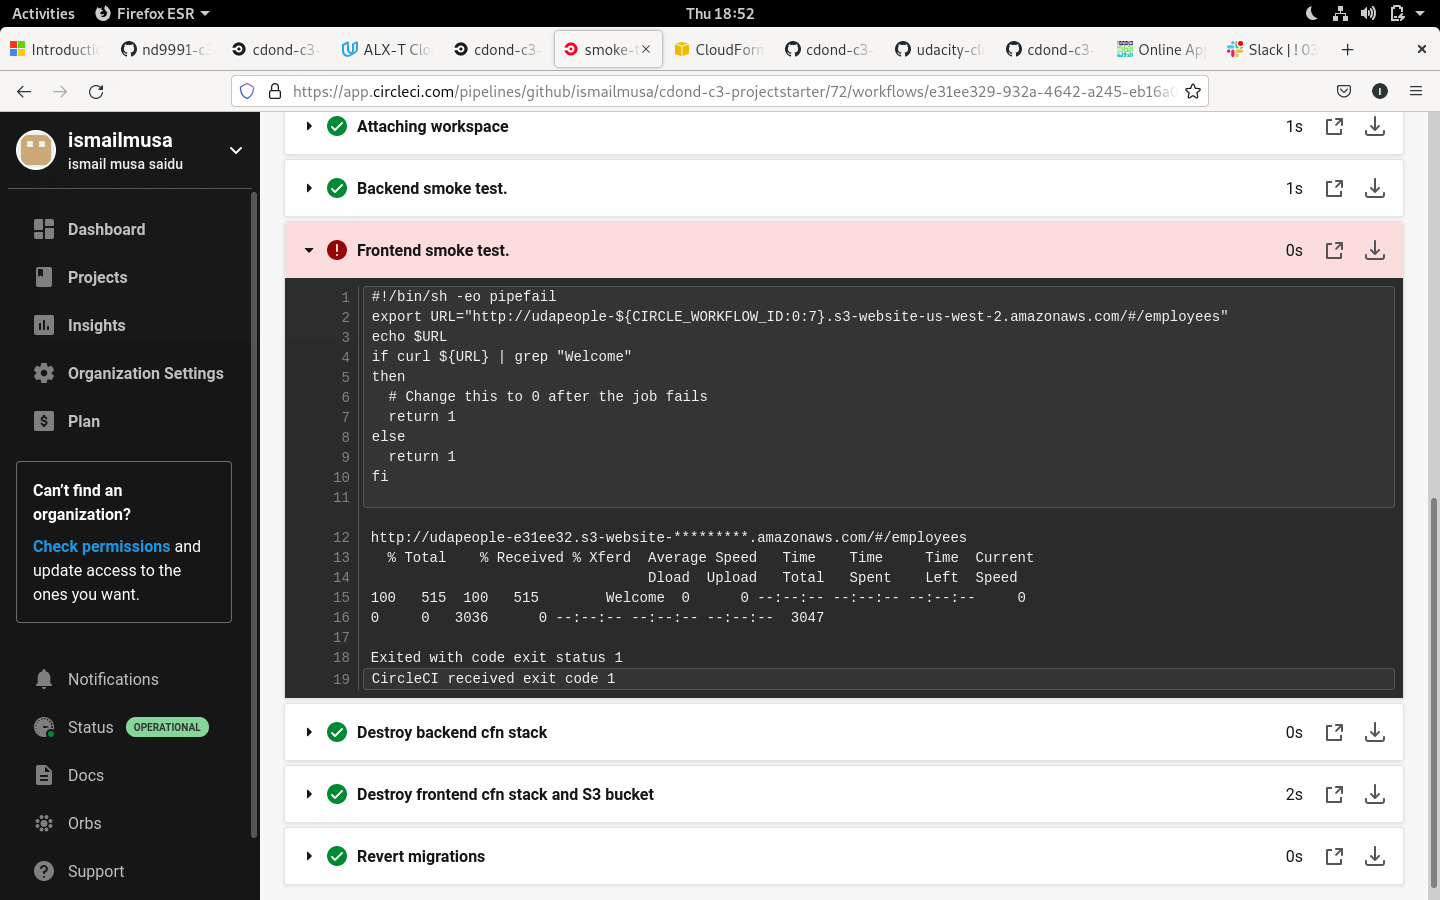 Activities Firefox ESR Thu 18:52
Introductic nd9991-c3 cdond-c3- ALX-T Clo cdond-c3- smoke-t CloudForm cdond-c3- udacity-cl cdond-c3- Online App Slack | ! 03
https://app.circleci.com/pipelines/github/ismailmusa/cdond-c3-projectstarter/72/workflows/e31ee329-932a-4642-a245-eb16a
ismailmusa
ismail musa saidu
Dashboard
Projects
Insights
Organization Settings
Plan
Can't find an
organization?
Check permissions and
update access to the
ones you want.
Notifications
Status OPERATIONAL
Docs
Orbs
Support
Attaching workspace 1s
Backend smoke test. 1s
Frontend smoke test. 0s
1 #!/bin/sh -eo pipefail
2 export URL="http://udapeople-${CIRCLE_WORKFLOW_ID:0:7}.s3-website-us-west-2.amazonaws.com/#/employees"
3 echo $URL
4 if curl ${URL} | grep "Welcome"
5 then
6 # Change this to 0 after the job fails
7 return 1
8 else
9 return 1
10 fi
11
12 http://udapeople-e31ee32.s3-website-*********.amazonaws.com/#/employees
13 % Total % Received % Xferd Average Speed Time Time Time Current
14 Dload Upload Total Spent Left Speed
15 100 515 100 515 Welcome 0 0 --:--:-- --:--:-- --:--:-- 0
16 0 0 3036 0 --:--:-- --:--:-- --:--:-- 3047
17
18 Exited with code exit status 1
19 CircleCI received exit code 1
Destroy backend cfn stack 0s
Destroy frontend cfn stack and S3 bucket 2s
Revert migrations 0s